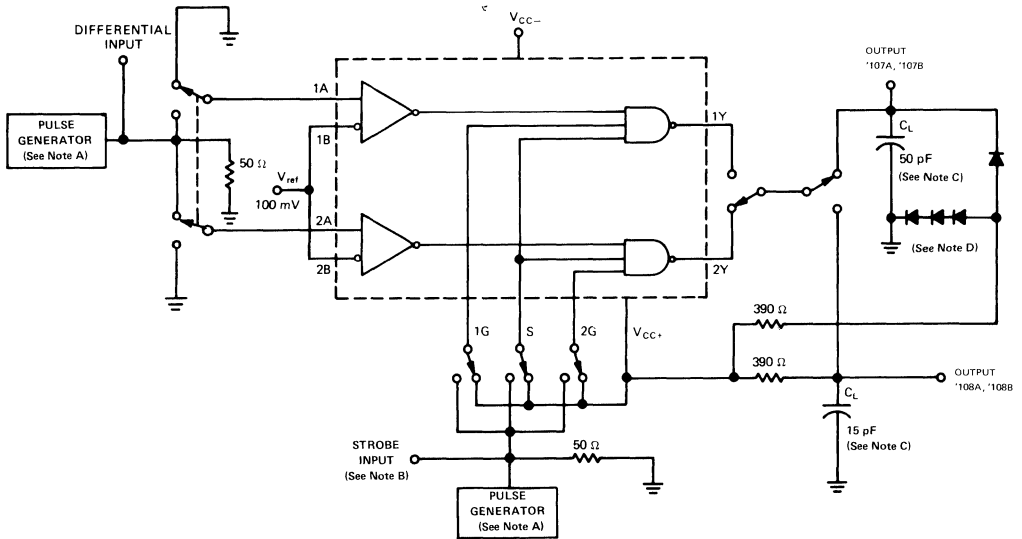 V_CC−
DIFFERENTIAL
INPUT
OUTPUT
'107A, '107B
1A
1Y
PULSE
GENERATOR
(See Note A)
1B
50 Ω
C_L
50 pF
(See Note C)
V_ref
100 mV
2A
2B
2Y
(See Note D)
390 Ω
1G
S
2G
V_CC+
390 Ω
OUTPUT
'108A, '108B
C_L
15 pF
(See Note C)
STROBE
INPUT
(See Note B)
50 Ω
PULSE
GENERATOR
(See Note A)